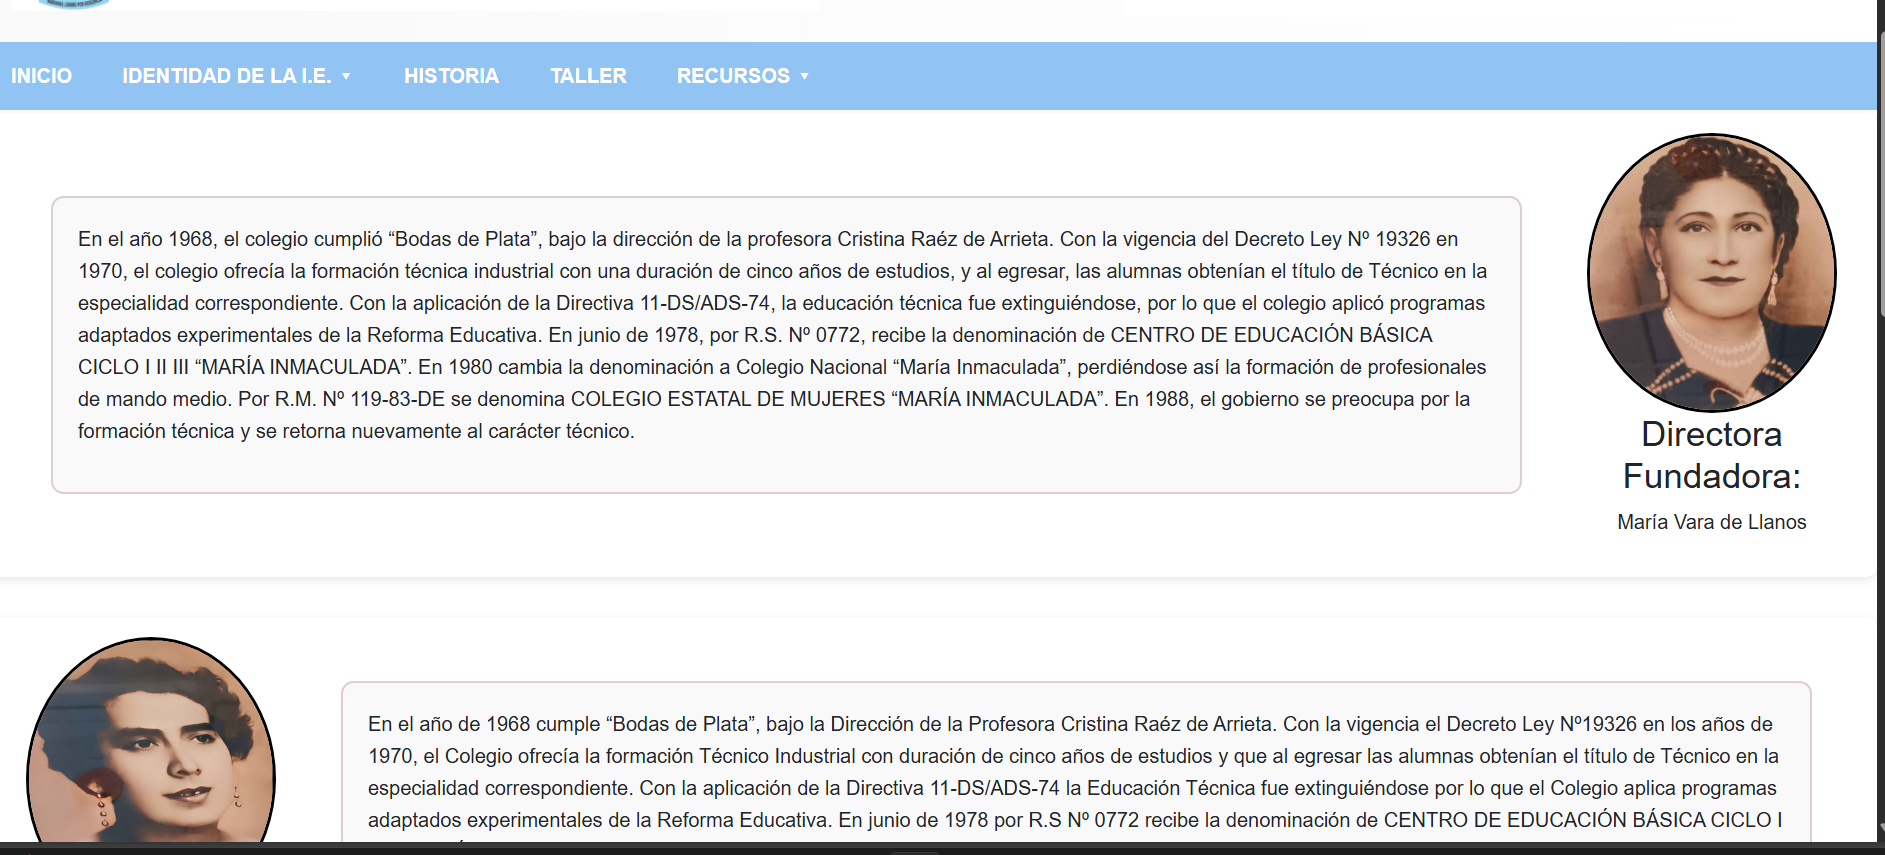 INICIO
IDENTIDAD DE LA I.E. ▼
HISTORIA
TALLER
RECURSOS ▼
En el año 1968, el colegio cumplió “Bodas de Plata”, bajo la dirección de la profesora Cristina Raéz de Arrieta. Con la vigencia del Decreto Ley Nº 19326 en
1970, el colegio ofrecía la formación técnica industrial con una duración de cinco años de estudios, y al egresar, las alumnas obtenían el título de Técnico en la
especialidad correspondiente. Con la aplicación de la Directiva 11-DS/ADS-74, la educación técnica fue extinguiéndose, por lo que el colegio aplicó programas
adaptados experimentales de la Reforma Educativa. En junio de 1978, por R.S. Nº 0772, recibe la denominación de CENTRO DE EDUCACIÓN BÁSICA
CICLO I II III “MARÍA INMACULADA”. En 1980 cambia la denominación a Colegio Nacional “María Inmaculada”, perdiéndose así la formación de profesionales
de mando medio. Por R.M. Nº 119-83-DE se denomina COLEGIO ESTATAL DE MUJERES “MARÍA INMACULADA”. En 1988, el gobierno se preocupa por la
formación técnica y se retorna nuevamente al carácter técnico.
Directora
Fundadora:
María Vara de Llanos
En el año de 1968 cumple “Bodas de Plata”, bajo la Dirección de la Profesora Cristina Raéz de Arrieta. Con la vigencia el Decreto Ley Nº19326 en los años de
1970, el Colegio ofrecía la formación Técnico Industrial con duración de cinco años de estudios y que al egresar las alumnas obtenían el título de Técnico en la
especialidad correspondiente. Con la aplicación de la Directiva 11-DS/ADS-74 la Educación Técnica fue extinguiéndose por lo que el Colegio aplica programas
adaptados experimentales de la Reforma Educativa. En junio de 1978 por R.S Nº 0772 recibe la denominación de CENTRO DE EDUCACIÓN BÁSICA CICLO I